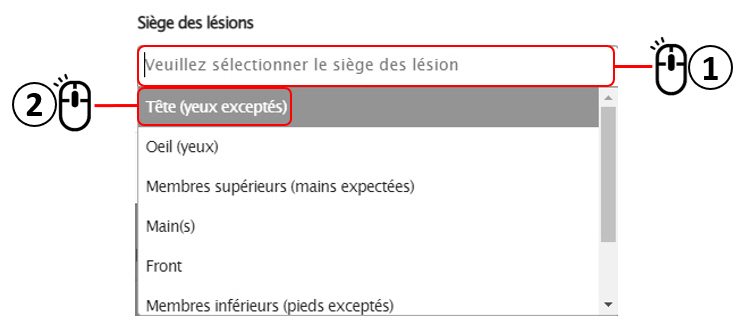 Siège des lésions
Veuillez sélectionner le siège des lésion
1
2
Tête (yeux exceptés)
Oeil (yeux)
Membres supérieurs (mains expectées)
Main(s)
Front
Membres inférieurs (pieds exceptés)